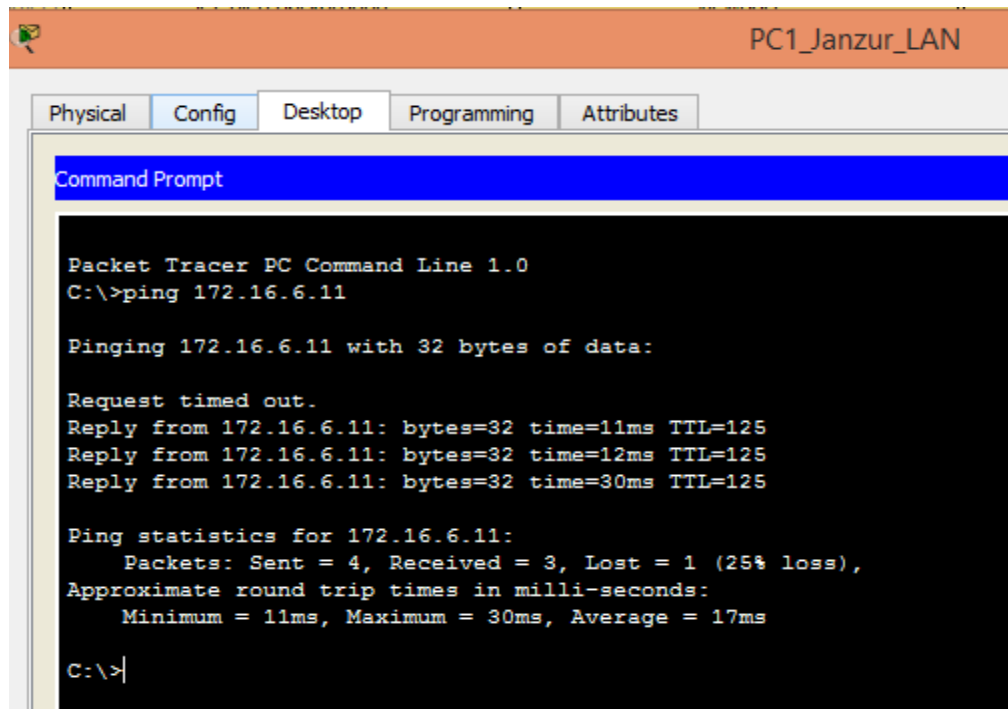 PC1_Janzur_LAN
Physical Config Desktop Programming Attributes
Command Prompt
Packet Tracer PC Command Line 1.0
C:\>ping 172.16.6.11
Pinging 172.16.6.11 with 32 bytes of data:
Request timed out.
Reply from 172.16.6.11: bytes=32 time=11ms TTL=125
Reply from 172.16.6.11: bytes=32 time=12ms TTL=125
Reply from 172.16.6.11: bytes=32 time=30ms TTL=125
Ping statistics for 172.16.6.11:
Packets: Sent = 4, Received = 3, Lost = 1 (25% loss),
Approximate round trip times in milli-seconds:
Minimum = 11ms, Maximum = 30ms, Average = 17ms
C:\>